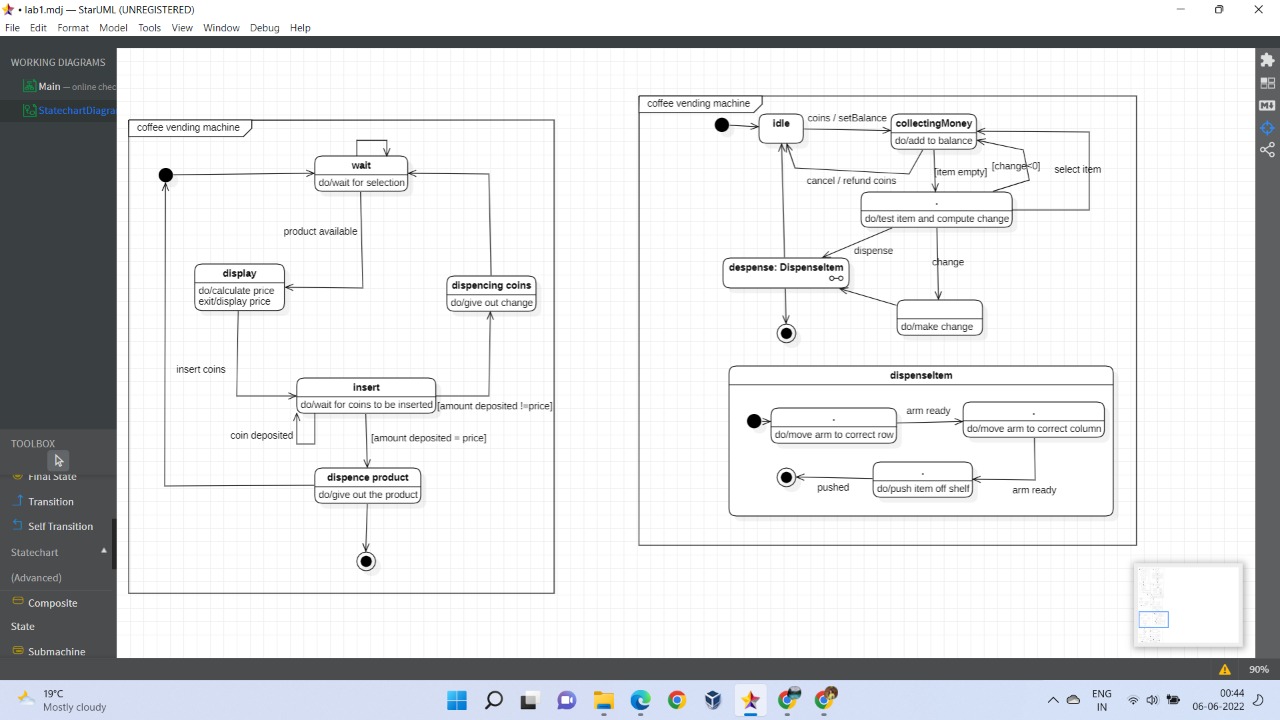 • lab1.mdj — StarUML (UNREGISTERED)
File Edit Format Model Tools View Window Debug Help
WORKING DIAGRAMS
Main — online chec
StatechartDiagra
TOOLBOX
Final State
Transition
Self Transition
Statechart
(Advanced)
Composite
State
Submachine
coffee vending machine
wait
do/wait for selection
product available
display
do/calculate price
exit/display price
dispencing coins
do/give out change
insert coins
insert
do/wait for coins to be inserted
[amount deposited !=price]
coin deposited
[amount deposited = price]
dispence product
do/give out the product
coffee vending machine
idle
coins / setBalance
collectingMoney
do/add to balance
cancel / refund coins
[item empty]
[change<0]
select item
.
do/test item and compute change
dispense
change
despense: DispenseItem
do/make change
dispenseItem
.
do/move arm to correct row
arm ready
.
do/move arm to correct column
arm ready
.
do/push item off shelf
pushed
90%
19°C
Mostly cloudy
ENG
IN
00:44
06-06-2022